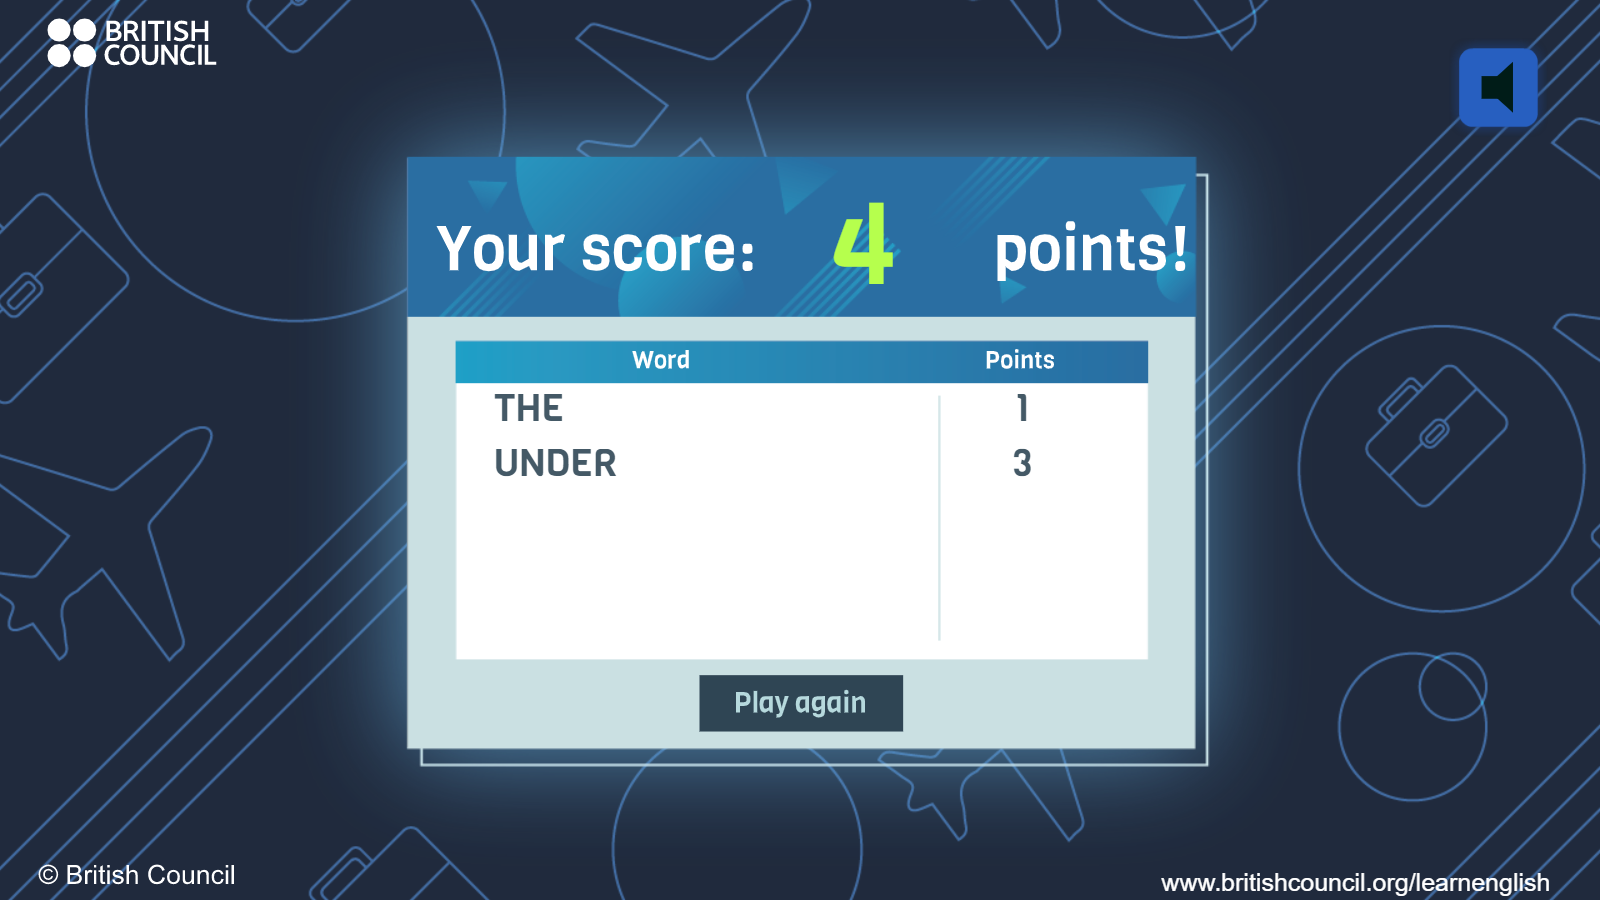 BRITISH
COUNCIL
Your score: 4 points!
Word Points
THE 1
UNDER 3
Play again
© British Council
www.britishcouncil.org/learnenglish